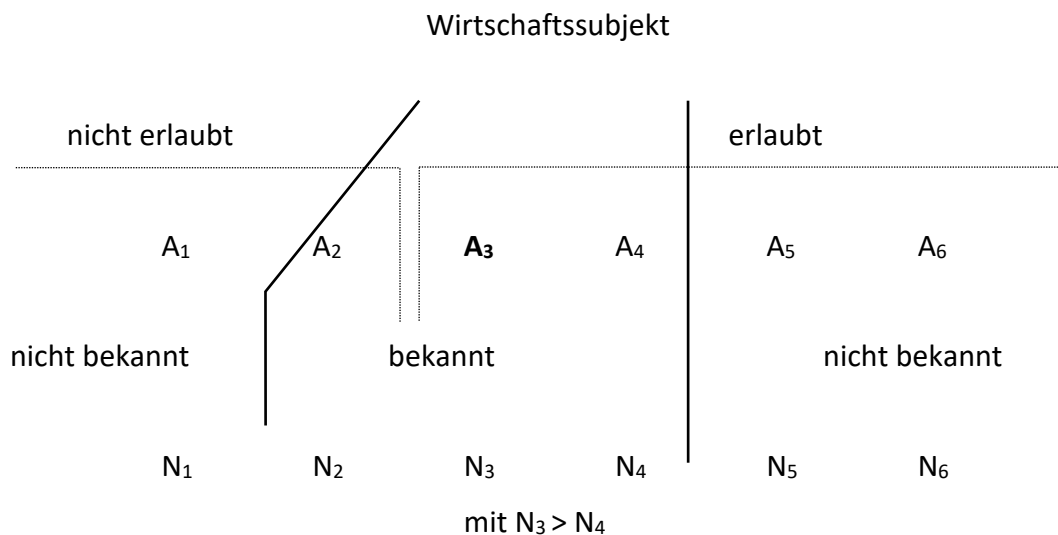 Wirtschaftssubjekt
nicht erlaubt erlaubt
A₁ A₂ A₃ A₄ A₅ A₆
nicht bekannt bekannt nicht bekannt
N₁ N₂ N₃ N₄ N₅ N₆
mit N₃ > N₄